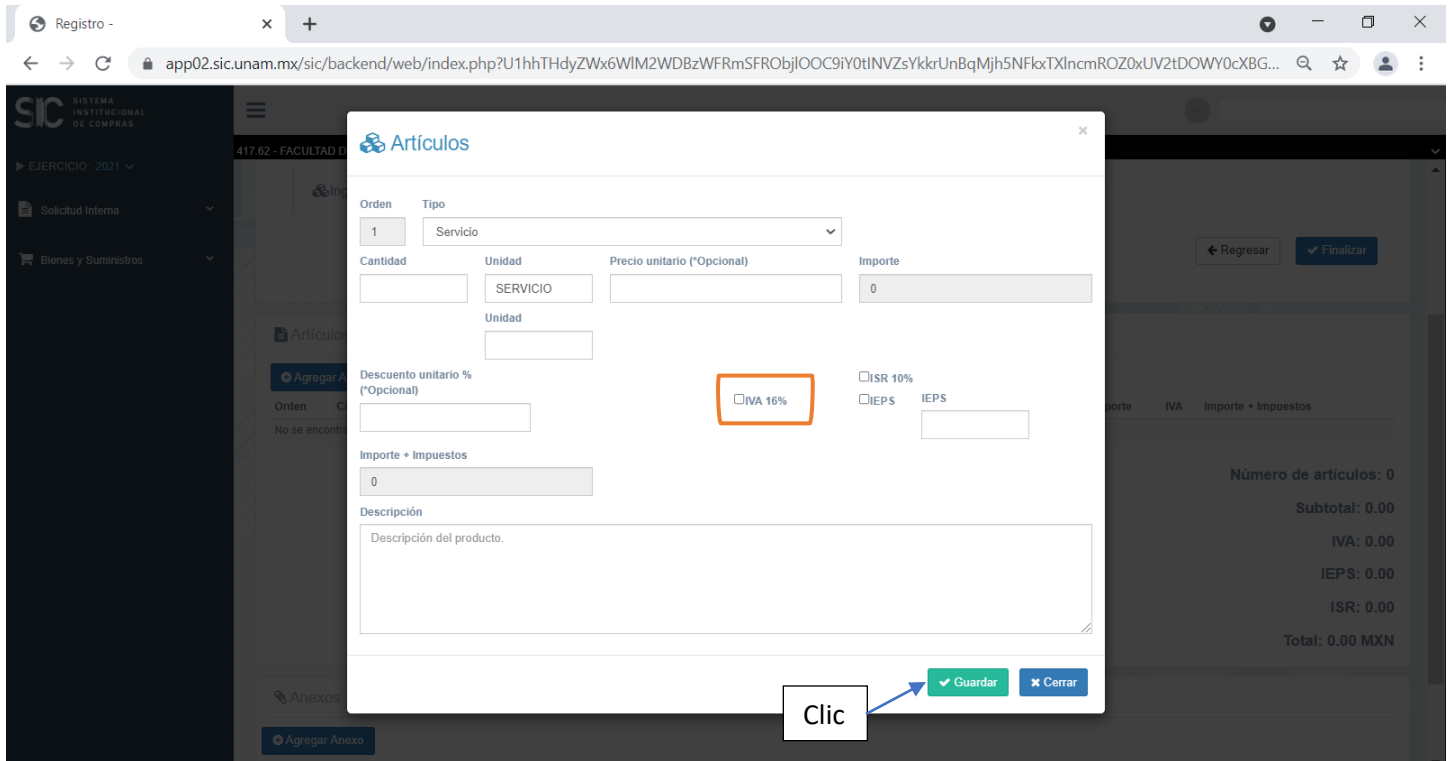 Registro -
app02.sic.unam.mx/sic/backend/web/index.php?U1hhTHdyZWx6WlM2WDBzWFRmSFRObjlOOC9iY0tINVZsYkkrUnBqMjh5NFkxTXlncmROZ0xUV2tDOWY0cXBG...
SIC SISTEMA
INSTITUCIONAL
DE COMPRAS
EJERCICIO: 2021
Solicitud Interna
Bienes y Suministros
417.62 - FACULTAD D
Ing
Regresar
Finalizar
Artículos
Agregar A
Orden
No se encontra
porte IVA Importe + Impuestos
Número de artículos: 0
Subtotal: 0.00
IVA: 0.00
IEPS: 0.00
ISR: 0.00
Total: 0.00 MXN
Anexos
Agregar Anexo
Artículos
Orden Tipo
1 Servicio
Cantidad Unidad Precio unitario (*Opcional) Importe
SERVICIO 0
Unidad
Descuento unitario %
(*Opcional)
IVA 16%
ISR 10%
IEPS IEPS
Importe + Impuestos
0
Descripción
Descripción del producto.
Guardar
Cerrar
Clic